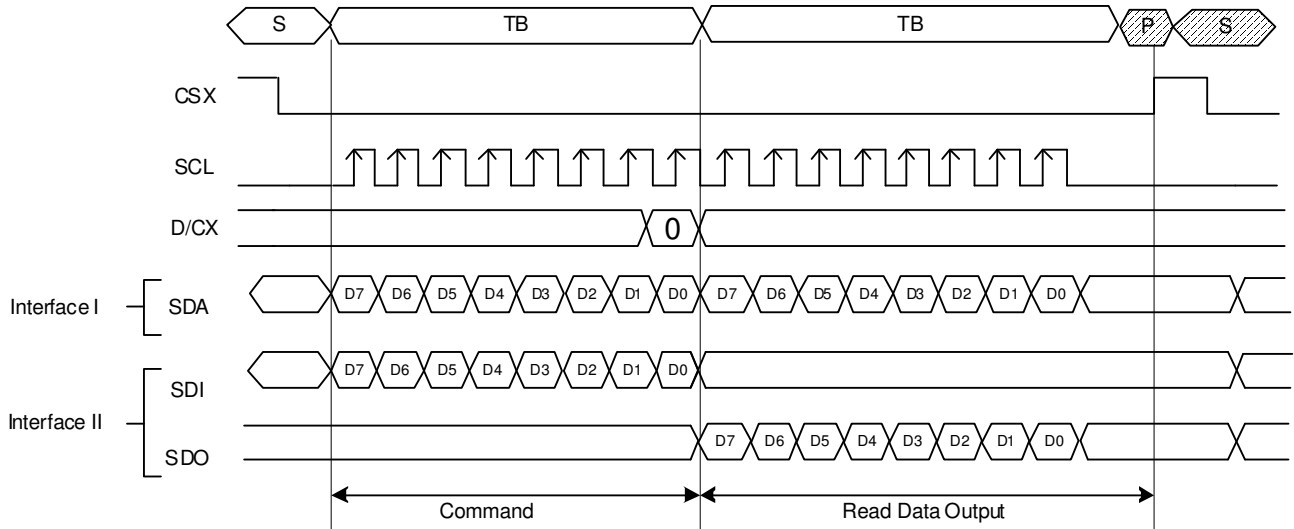 S TB TB P S
CSX
SCL
D/CX 0
Interface I SDA D7 D6 D5 D4 D3 D2 D1 D0 D7 D6 D5 D4 D3 D2 D1 D0
SDI D7 D6 D5 D4 D3 D2 D1 D0
Interface II
SDO D7 D6 D5 D4 D3 D2 D1 D0
Command Read Data Output